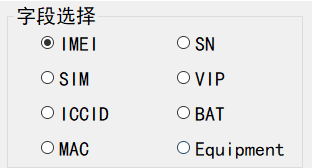 字段选择
IMEI SN
SIM VIP
ICCID BAT
MAC Equipment